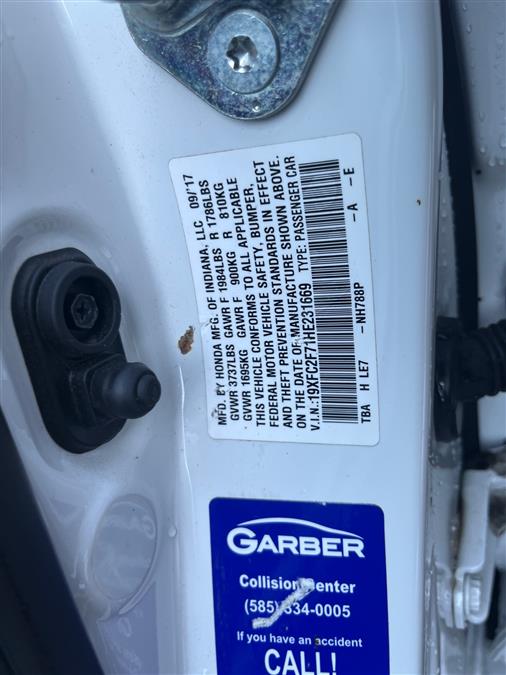 MFD. BY HONDA MFG. OF INDIANA, LLC 09/'17
GVWR 3737LBS GAWR F 1984LBS R 1786LBS
GVWR 1695KG GAWR F 900KG R 810KG
THIS VEHICLE CONFORMS TO ALL APPLICABLE
FEDERAL MOTOR VEHICLE SAFETY, BUMPER,
AND THEFT PREVENTION STANDARDS IN EFFECT
ON THE DATE OF MANUFACTURE SHOWN ABOVE.
V.I.N.:19XFC2F71HE231669 TYPE: PASSENGER CAR
TBA H LE7 -NH788P -A -E
GARBER
Collision Center
(585) 334-0005
If you have an accident
CALL!